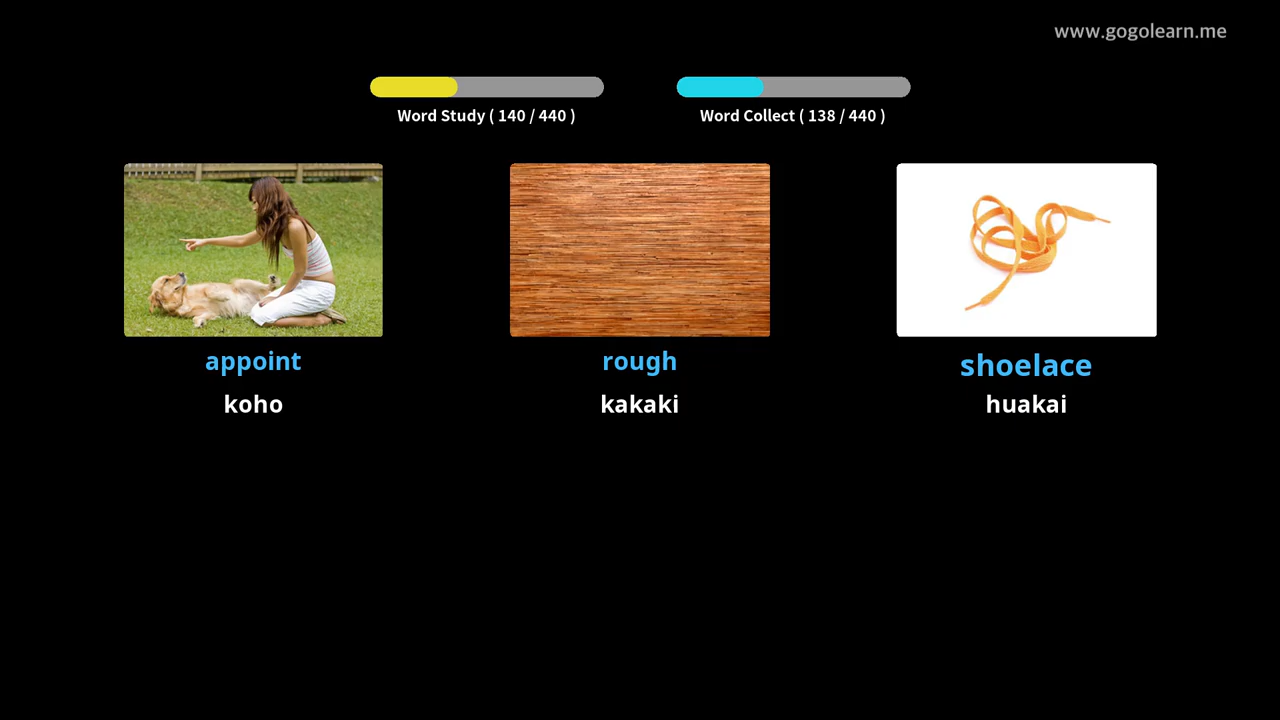 www.gogolearn.me
Word Study ( 140 / 440 )
Word Collect ( 138 / 440 )
appoint
koho
rough
kakaki
shoelace
huakai